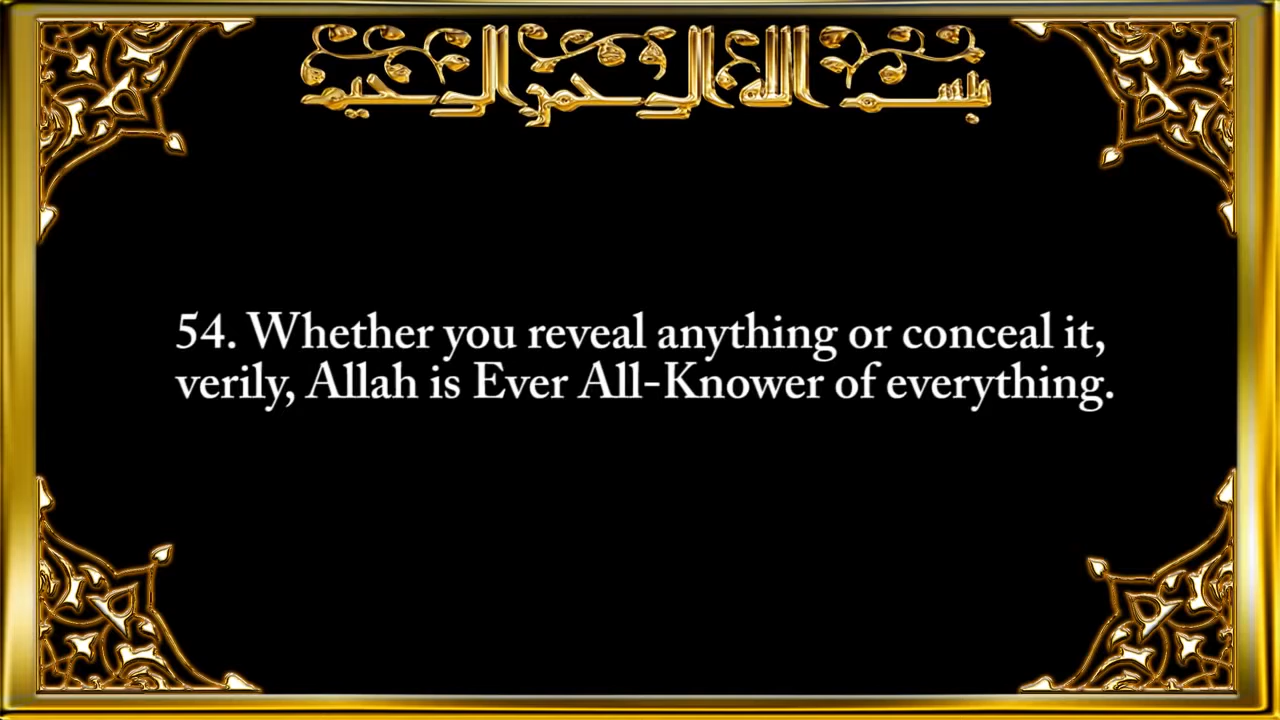 بسم الله الرحمن الرحيم
54. Whether you reveal anything or conceal it,
verily, Allah is Ever All-Knower of everything.